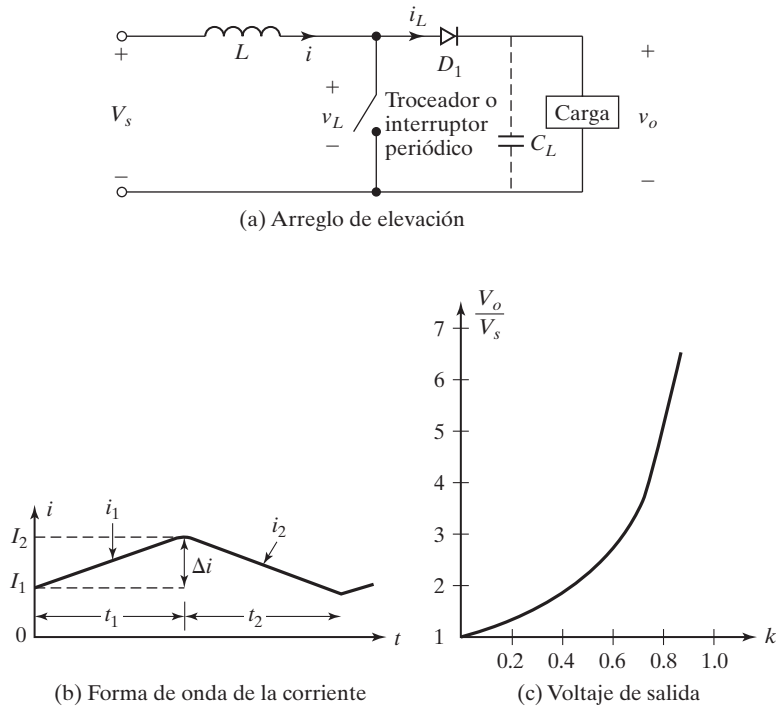 i_L
+
L
i
D_1
+
V_s
+
v_L
−
Troceador o
interruptor
periódico
C_L
Carga
v_o
−
−
(a) Arreglo de elevación
V_o
V_s
7
6
5
4
3
2
1
0.2 0.4 0.6 0.8 1.0
k
(c) Voltaje de salida
i
I_2
I_1
0
i_1
i_2
Δi
t_1
t_2
t
(b) Forma de onda de la corriente